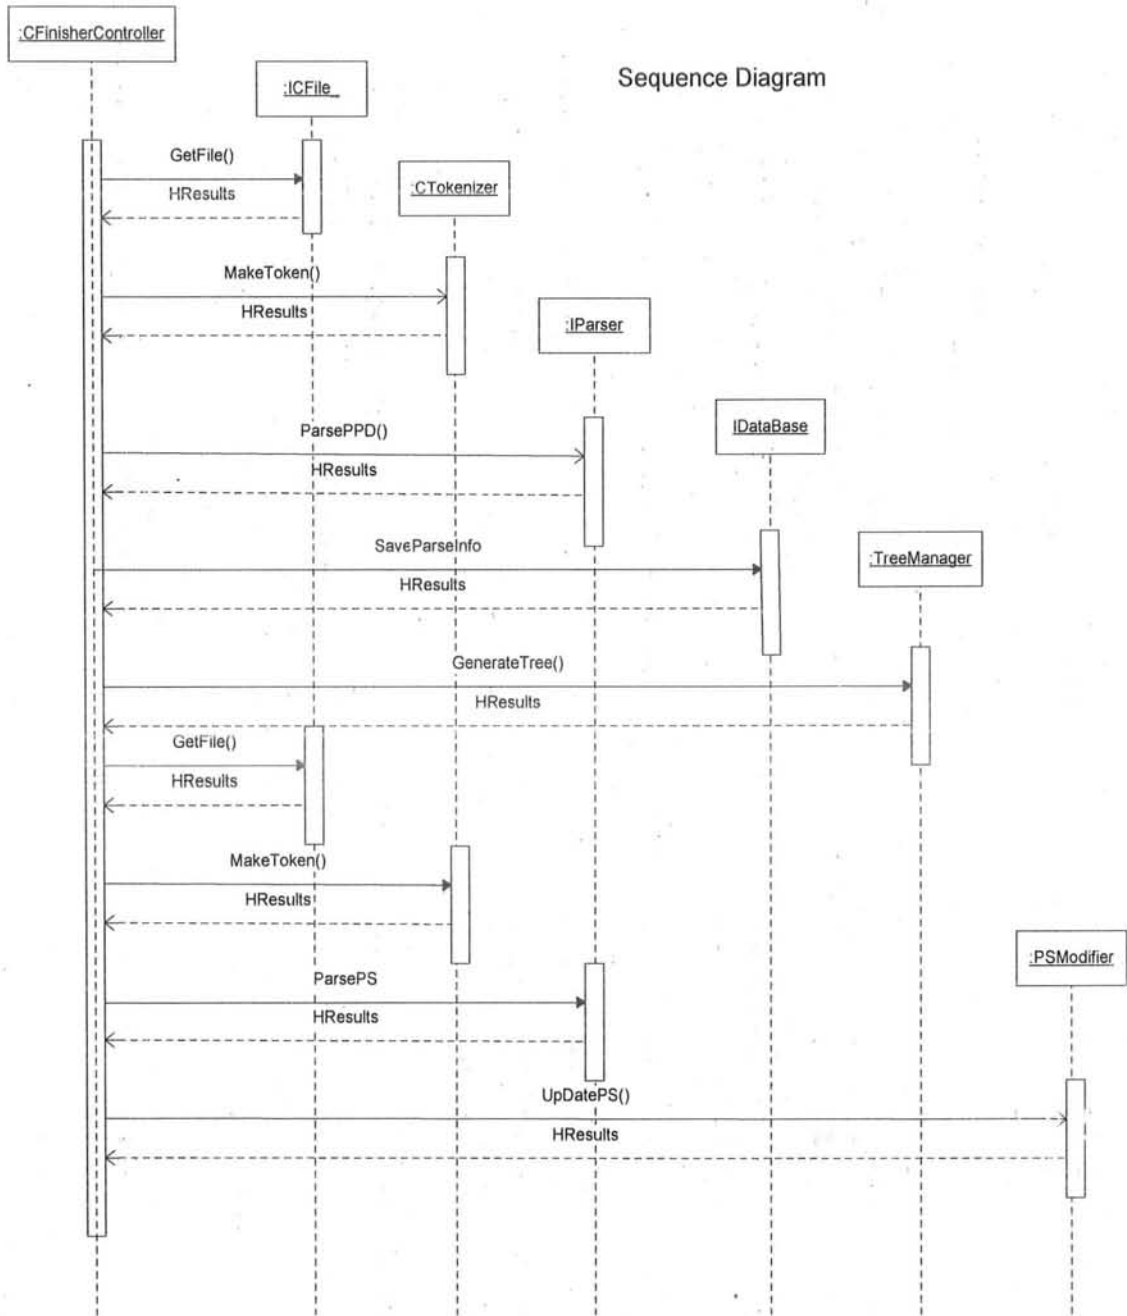 :CFinisherController
Sequence Diagram
:ICFile_
GetFile()
HResults
:CTokenizer
MakeToken()
HResults
:IParser
ParsePPD()
HResults
IDataBase
SaveParseInfo
HResults
:TreeManager
GenerateTree()
HResults
GetFile()
HResults
MakeToken()
HResults
:PSModifier
ParsePS
HResults
UpDatePS()
HResults